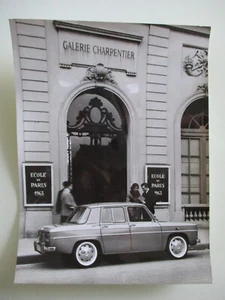 GALERIE CHARPENTIER
ECOLE
DE
PARIS
1963
ECOLE
DE
PARIS
1963